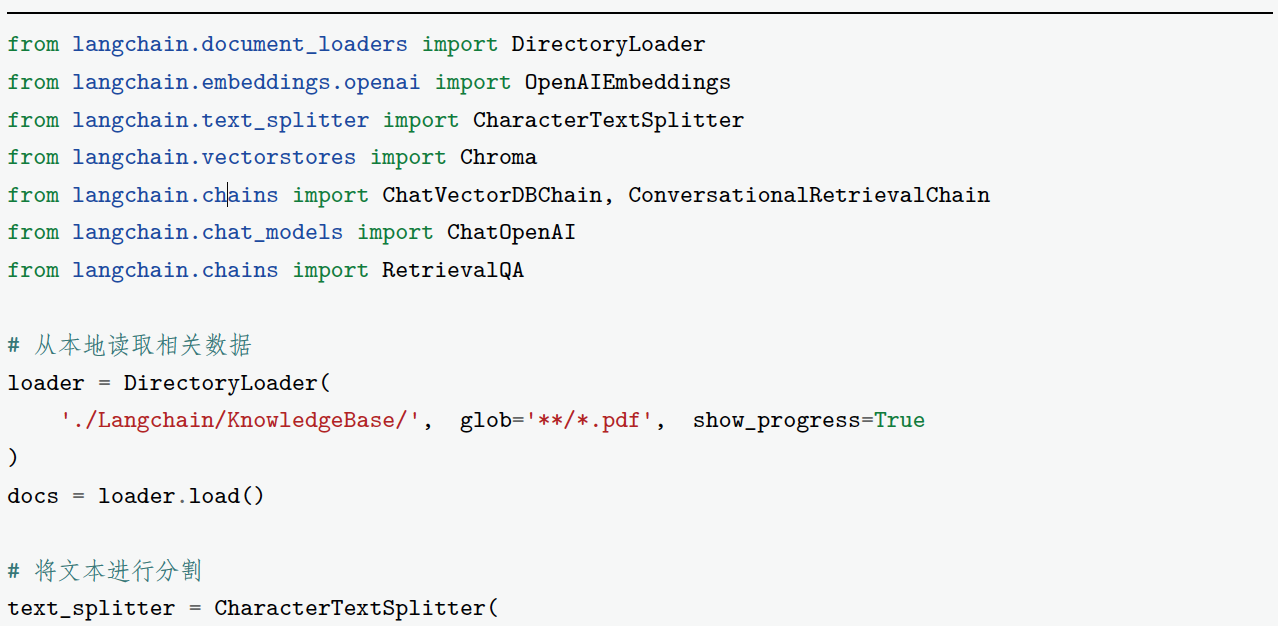 from langchain.document_loaders import DirectoryLoader
from langchain.embeddings.openai import OpenAIEmbeddings
from langchain.text_splitter import CharacterTextSplitter
from langchain.vectorstores import Chroma
from langchain.chains import ChatVectorDBChain, ConversationalRetrievalChain
from langchain.chat_models import ChatOpenAI
from langchain.chains import RetrievalQA
# 从本地读取相关数据
loader = DirectoryLoader(
    './Langchain/KnowledgeBase/', glob='**/*.pdf', show_progress=True
)
docs = loader.load()
# 将文本进行分割
text_splitter = CharacterTextSplitter(